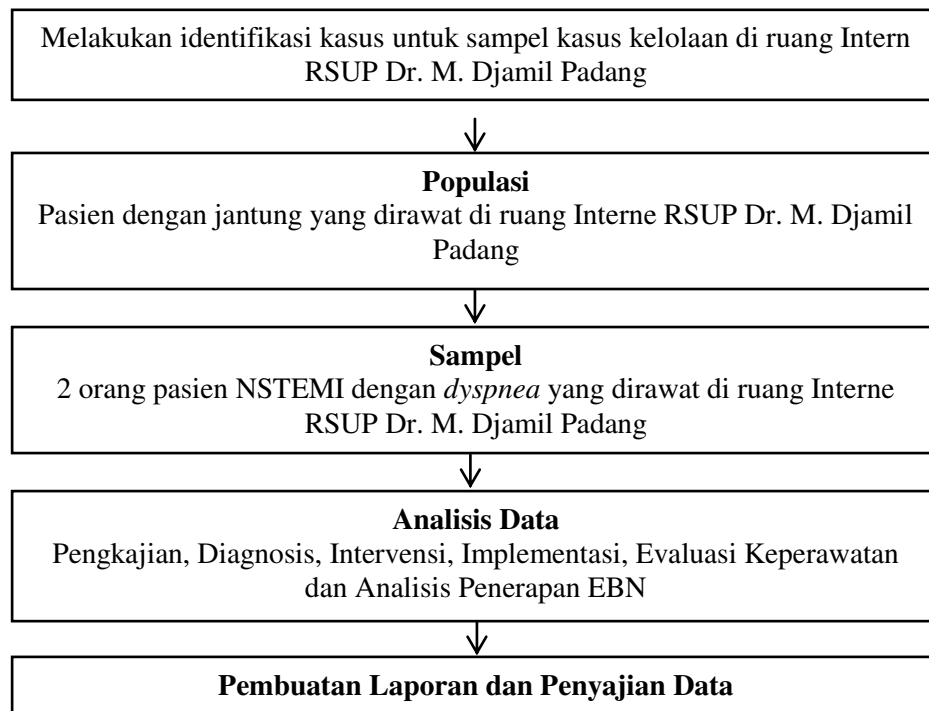 Melakukan identifikasi kasus untuk sampel kasus kelolaan di ruang Intern
RSUP Dr. M. Djamil Padang
Populasi
Pasien dengan jantung yang dirawat di ruang Interne RSUP Dr. M. Djamil
Padang
Sampel
2 orang pasien NSTEMI dengan dyspnea yang dirawat di ruang Interne
RSUP Dr. M. Djamil Padang
Analisis Data
Pengkajian, Diagnosis, Intervensi, Implementasi, Evaluasi Keperawatan
dan Analisis Penerapan EBN
Pembuatan Laporan dan Penyajian Data